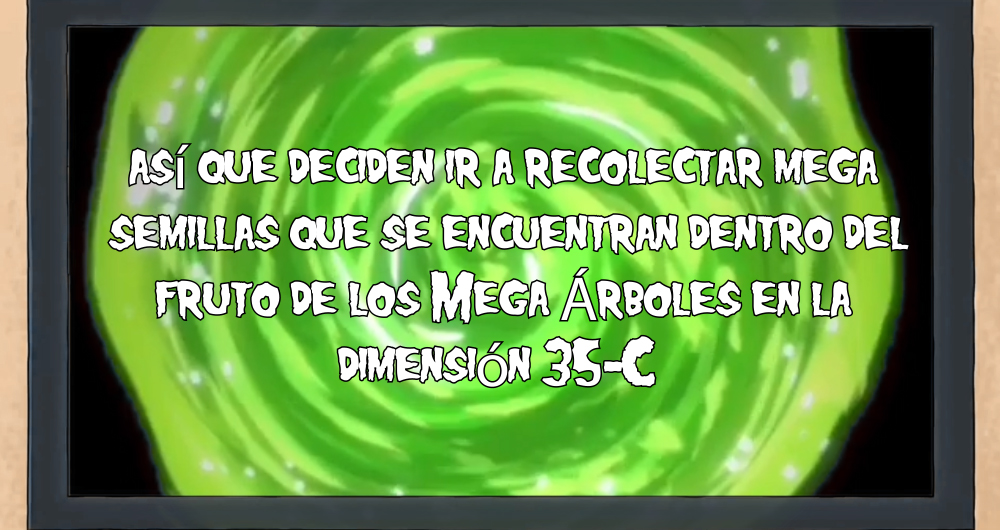 así que deciden ir a recolectar mega
semillas que se encuentran dentro del
fruto de los Mega Árboles en la
dimensión 35-C